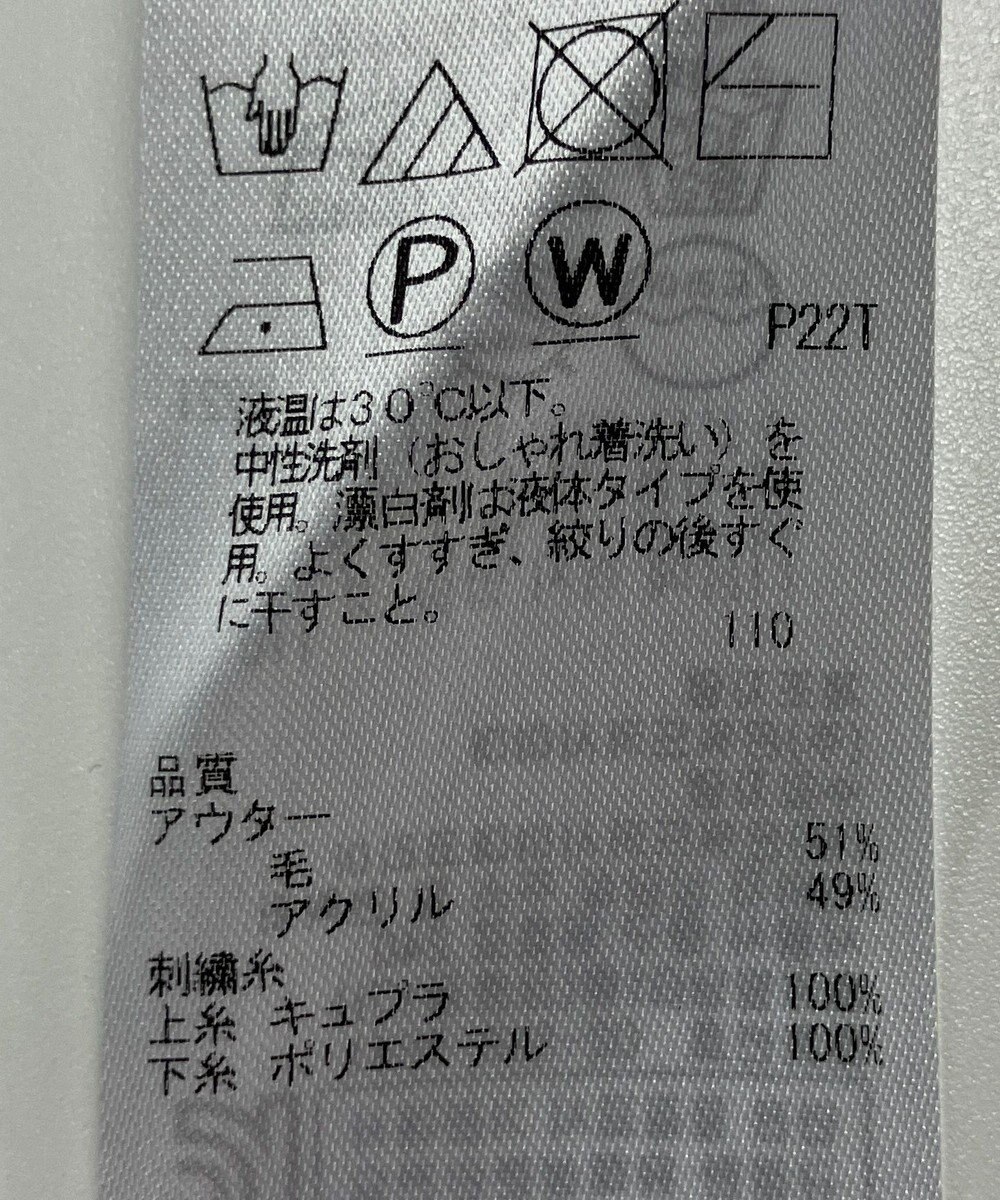 P
W
P22T
液温は30℃以下。
中性洗剤（おしゃれ着洗い）を
使用。漂白剤は液体タイプを使
用。よくすすぎ、絞りの後すぐ
に干すこと。
110
品質
アウター
毛 51%
アクリル 49%
刺繍糸
上糸 キュプラ 100%
下糸 ポリエステル 100%